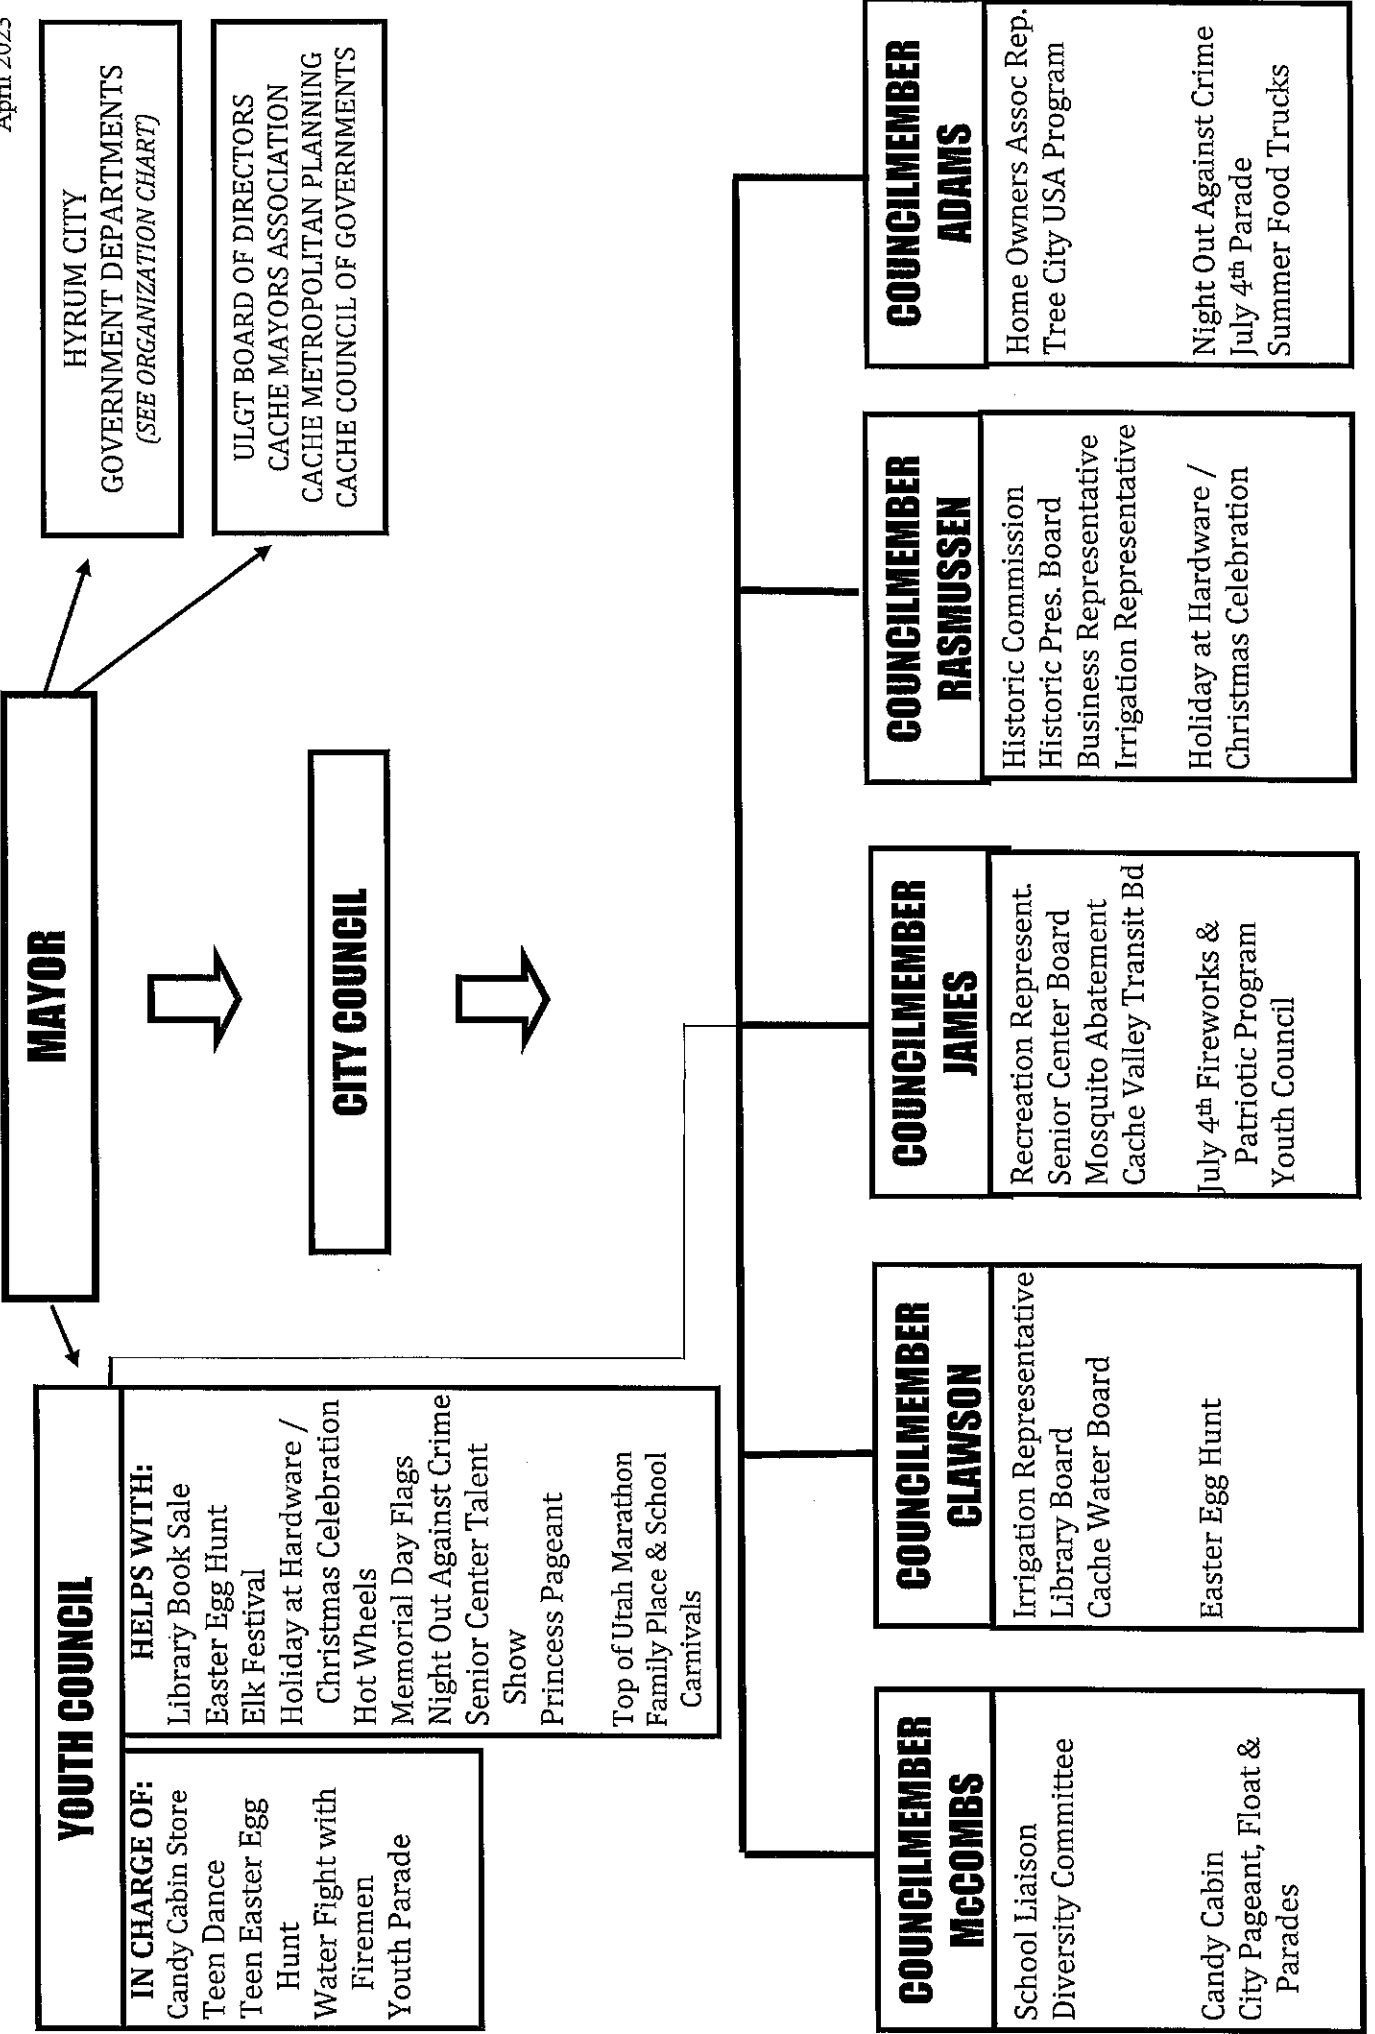 April 2023
MAYOR
HYRUM CITY
GOVERNMENT DEPARTMENTS
(SEE ORGANIZATION CHART)
ULGT BOARD OF DIRECTORS
CACHE MAYORS ASSOCIATION
CACHE METROPOLITAN PLANNING
CACHE COUNCIL OF GOVERNMENTS
YOUTH COUNCIL
IN CHARGE OF:
Candy Cabin Store
Teen Dance
Teen Easter Egg
Hunt
Water Fight with
Firemen
Youth Parade
HELPS WITH:
Library Book Sale
Easter Egg Hunt
Elk Festival
Holiday at Hardware /
Christmas Celebration
Hot Wheels
Memorial Day Flags
Night Out Against Crime
Senior Center Talent
Show
Princess Pageant
Top of Utah Marathon
Family Place & School
Carnivals
CITY COUNCIL
COUNCILMEMBER
McCOMBS
School Liaison
Diversity Committee
Candy Cabin
City Pageant, Float &
Parades
COUNCILMEMBER
CLAWSON
Irrigation Representative
Library Board
Cache Water Board
Easter Egg Hunt
COUNCILMEMBER
JAMES
Recreation Represent.
Senior Center Board
Mosquito Abatement
Cache Valley Transit Bd
July 4th Fireworks &
Patriotic Program
Youth Council
COUNCILMEMBER
RASMUSSEN
Historic Commission
Historic Pres. Board
Business Representative
Irrigation Representative
Holiday at Hardware /
Christmas Celebration
COUNCILMEMBER
ADAMS
Home Owners Assoc Rep.
Tree City USA Program
Night Out Against Crime
July 4th Parade
Summer Food Trucks